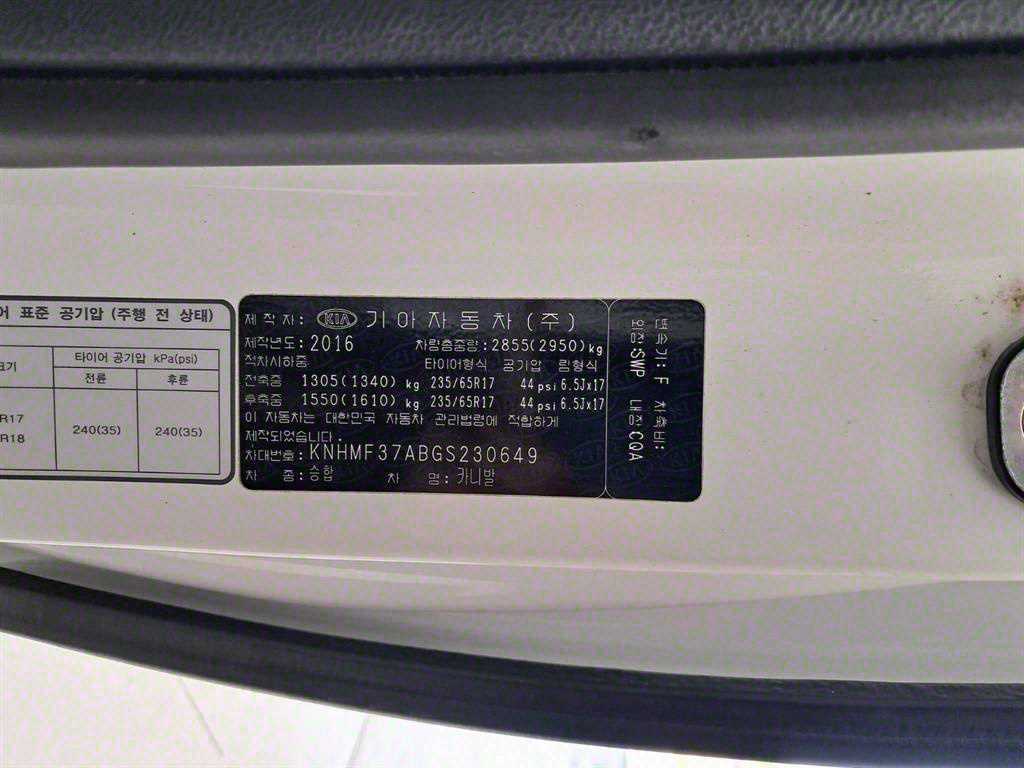 어 표준 공기압 (주행 전 상태)
크기 타이어 공기압 kPa(psi)
전륜 후륜
R17
R18
240(35) 240(35)
제 작 자: KIA 기아자동차(주)
제작년도: 2016 차량총중량: 2855(2950)kg
적차시하중 타이어형식 공기압 림형식
전축중 1305(1340) kg 235/65R17 44 psi 6.5Jx17
후축중 1550(1610) kg 235/65R17 44 psi 6.5Jx17
이 자동차는 대한민국 자동차 관리법령에 적합하게
제작되었습니다.
차대번호: KNHMF37ABGS230649
차 종: 승합 차 명: 카니발
변속기: F 차축비:
외장 SWP 내장 CQA